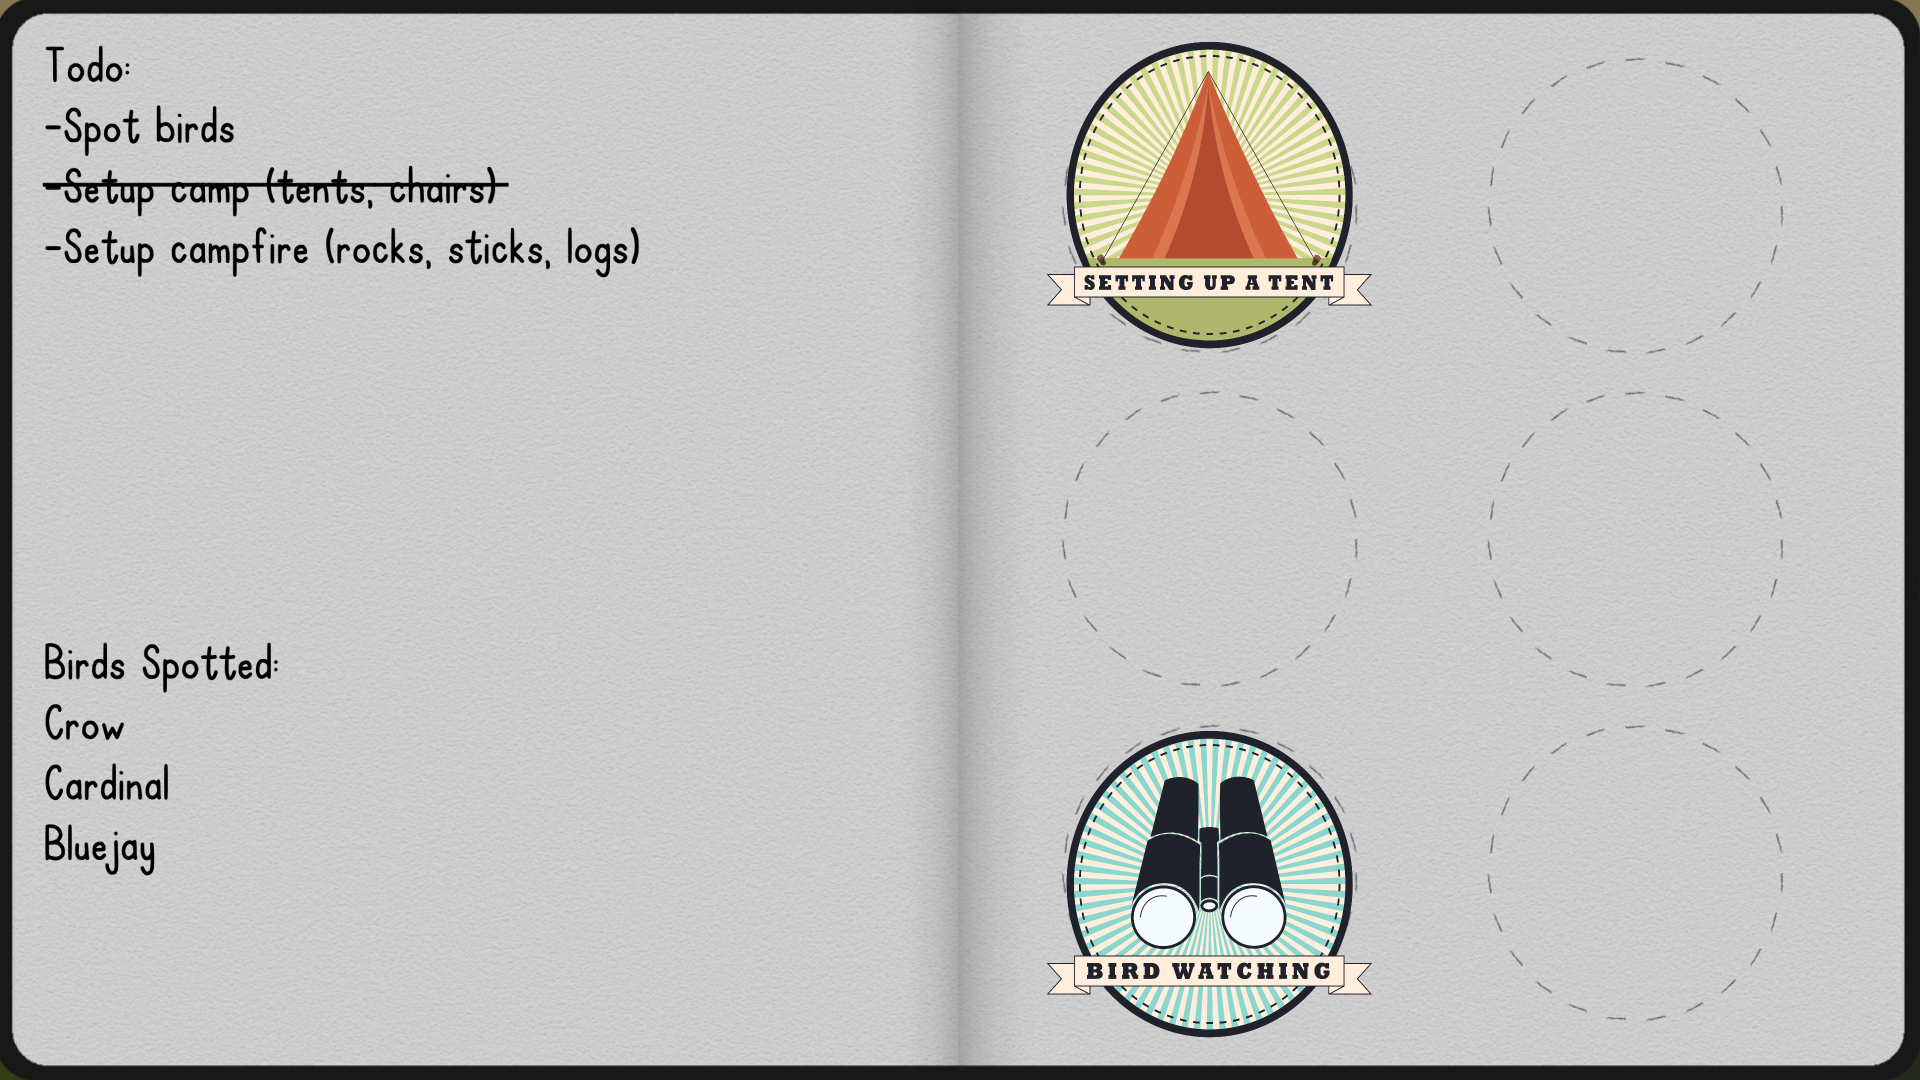 Todo:
-Spot birds
-Setup camp (tents, chairs)
-Setup campfire (rocks, sticks, logs)
Birds Spotted:
Crow
Cardinal
Bluejay
SETTING UP A TENT
BIRD WATCHING